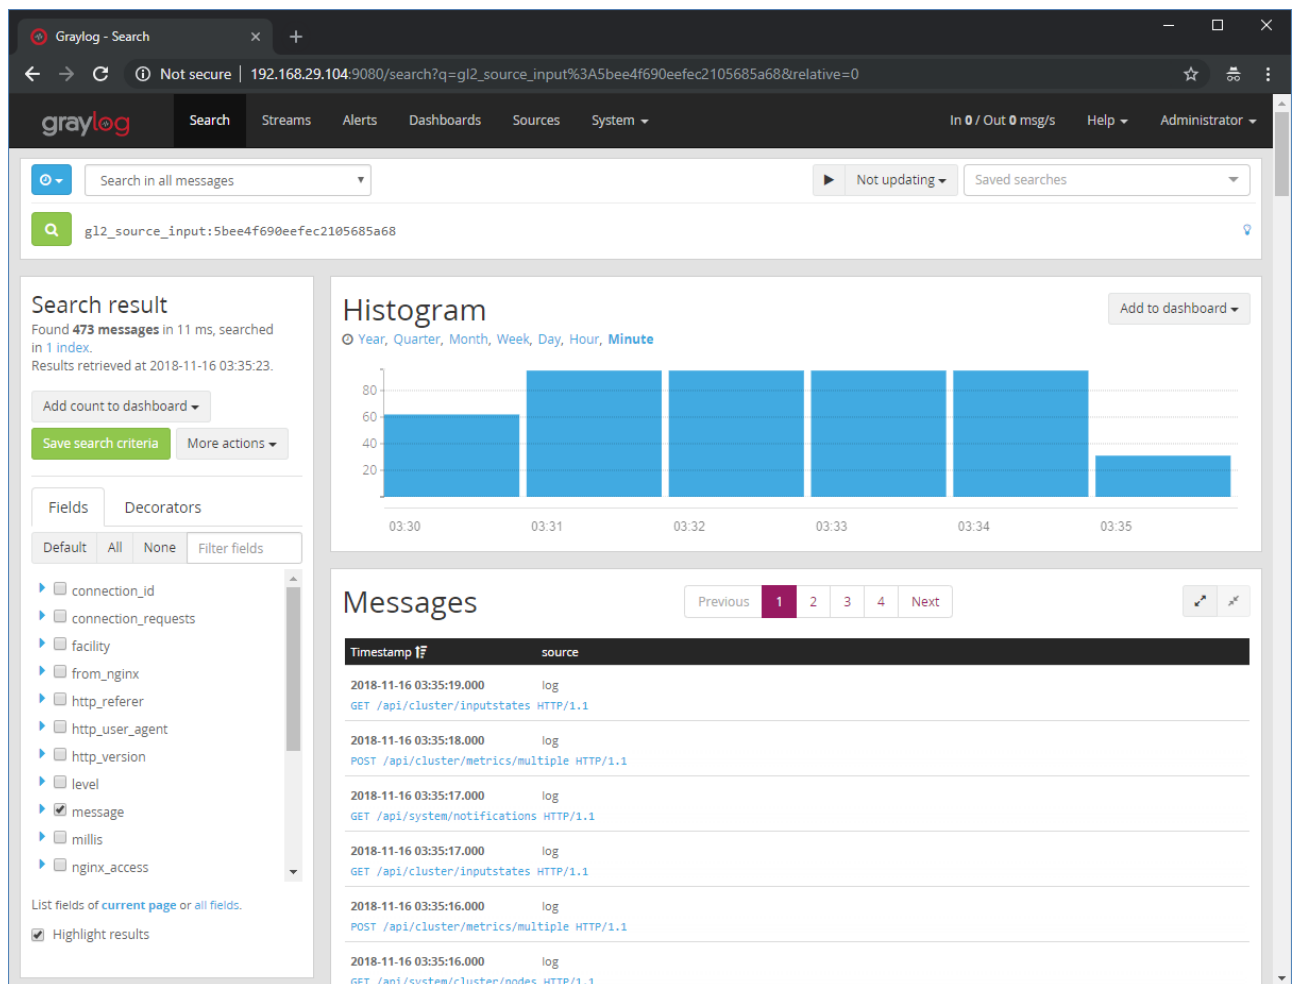 Graylog - Search
Not secure | 192.168.29.104:9080/search?q=gl2_source_input%3A5bee4f690eefec2105685a68&relative=0
graylog Search Streams Alerts Dashboards Sources System In 0 / Out 0 msg/s Help Administrator
Search in all messages Not updating Saved searches
gl2_source_input:5bee4f690eefec2105685a68
Search result
Found 473 messages in 11 ms, searched
in 1 index.
Results retrieved at 2018-11-16 03:35:23.
Add count to dashboard
Save search criteria More actions
Fields Decorators
Default All None Filter fields
connection_id
connection_requests
facility
from_nginx
http_referer
http_user_agent
http_version
level
message
millis
nginx_access
List fields of current page or all fields.
Highlight results
Histogram
Add to dashboard
Year, Quarter, Month, Week, Day, Hour, Minute
80
60
40
20
03:30 03:31 03:32 03:33 03:34 03:35
Messages
Previous 1 2 3 4 Next
Timestamp source
2018-11-16 03:35:19.000 log
GET /api/cluster/inputstates HTTP/1.1
2018-11-16 03:35:18.000 log
POST /api/cluster/metrics/multiple HTTP/1.1
2018-11-16 03:35:17.000 log
GET /api/system/notifications HTTP/1.1
2018-11-16 03:35:17.000 log
GET /api/cluster/inputstates HTTP/1.1
2018-11-16 03:35:16.000 log
POST /api/cluster/metrics/multiple HTTP/1.1
2018-11-16 03:35:16.000 log
GET /api/system/cluster/nodes HTTP/1.1